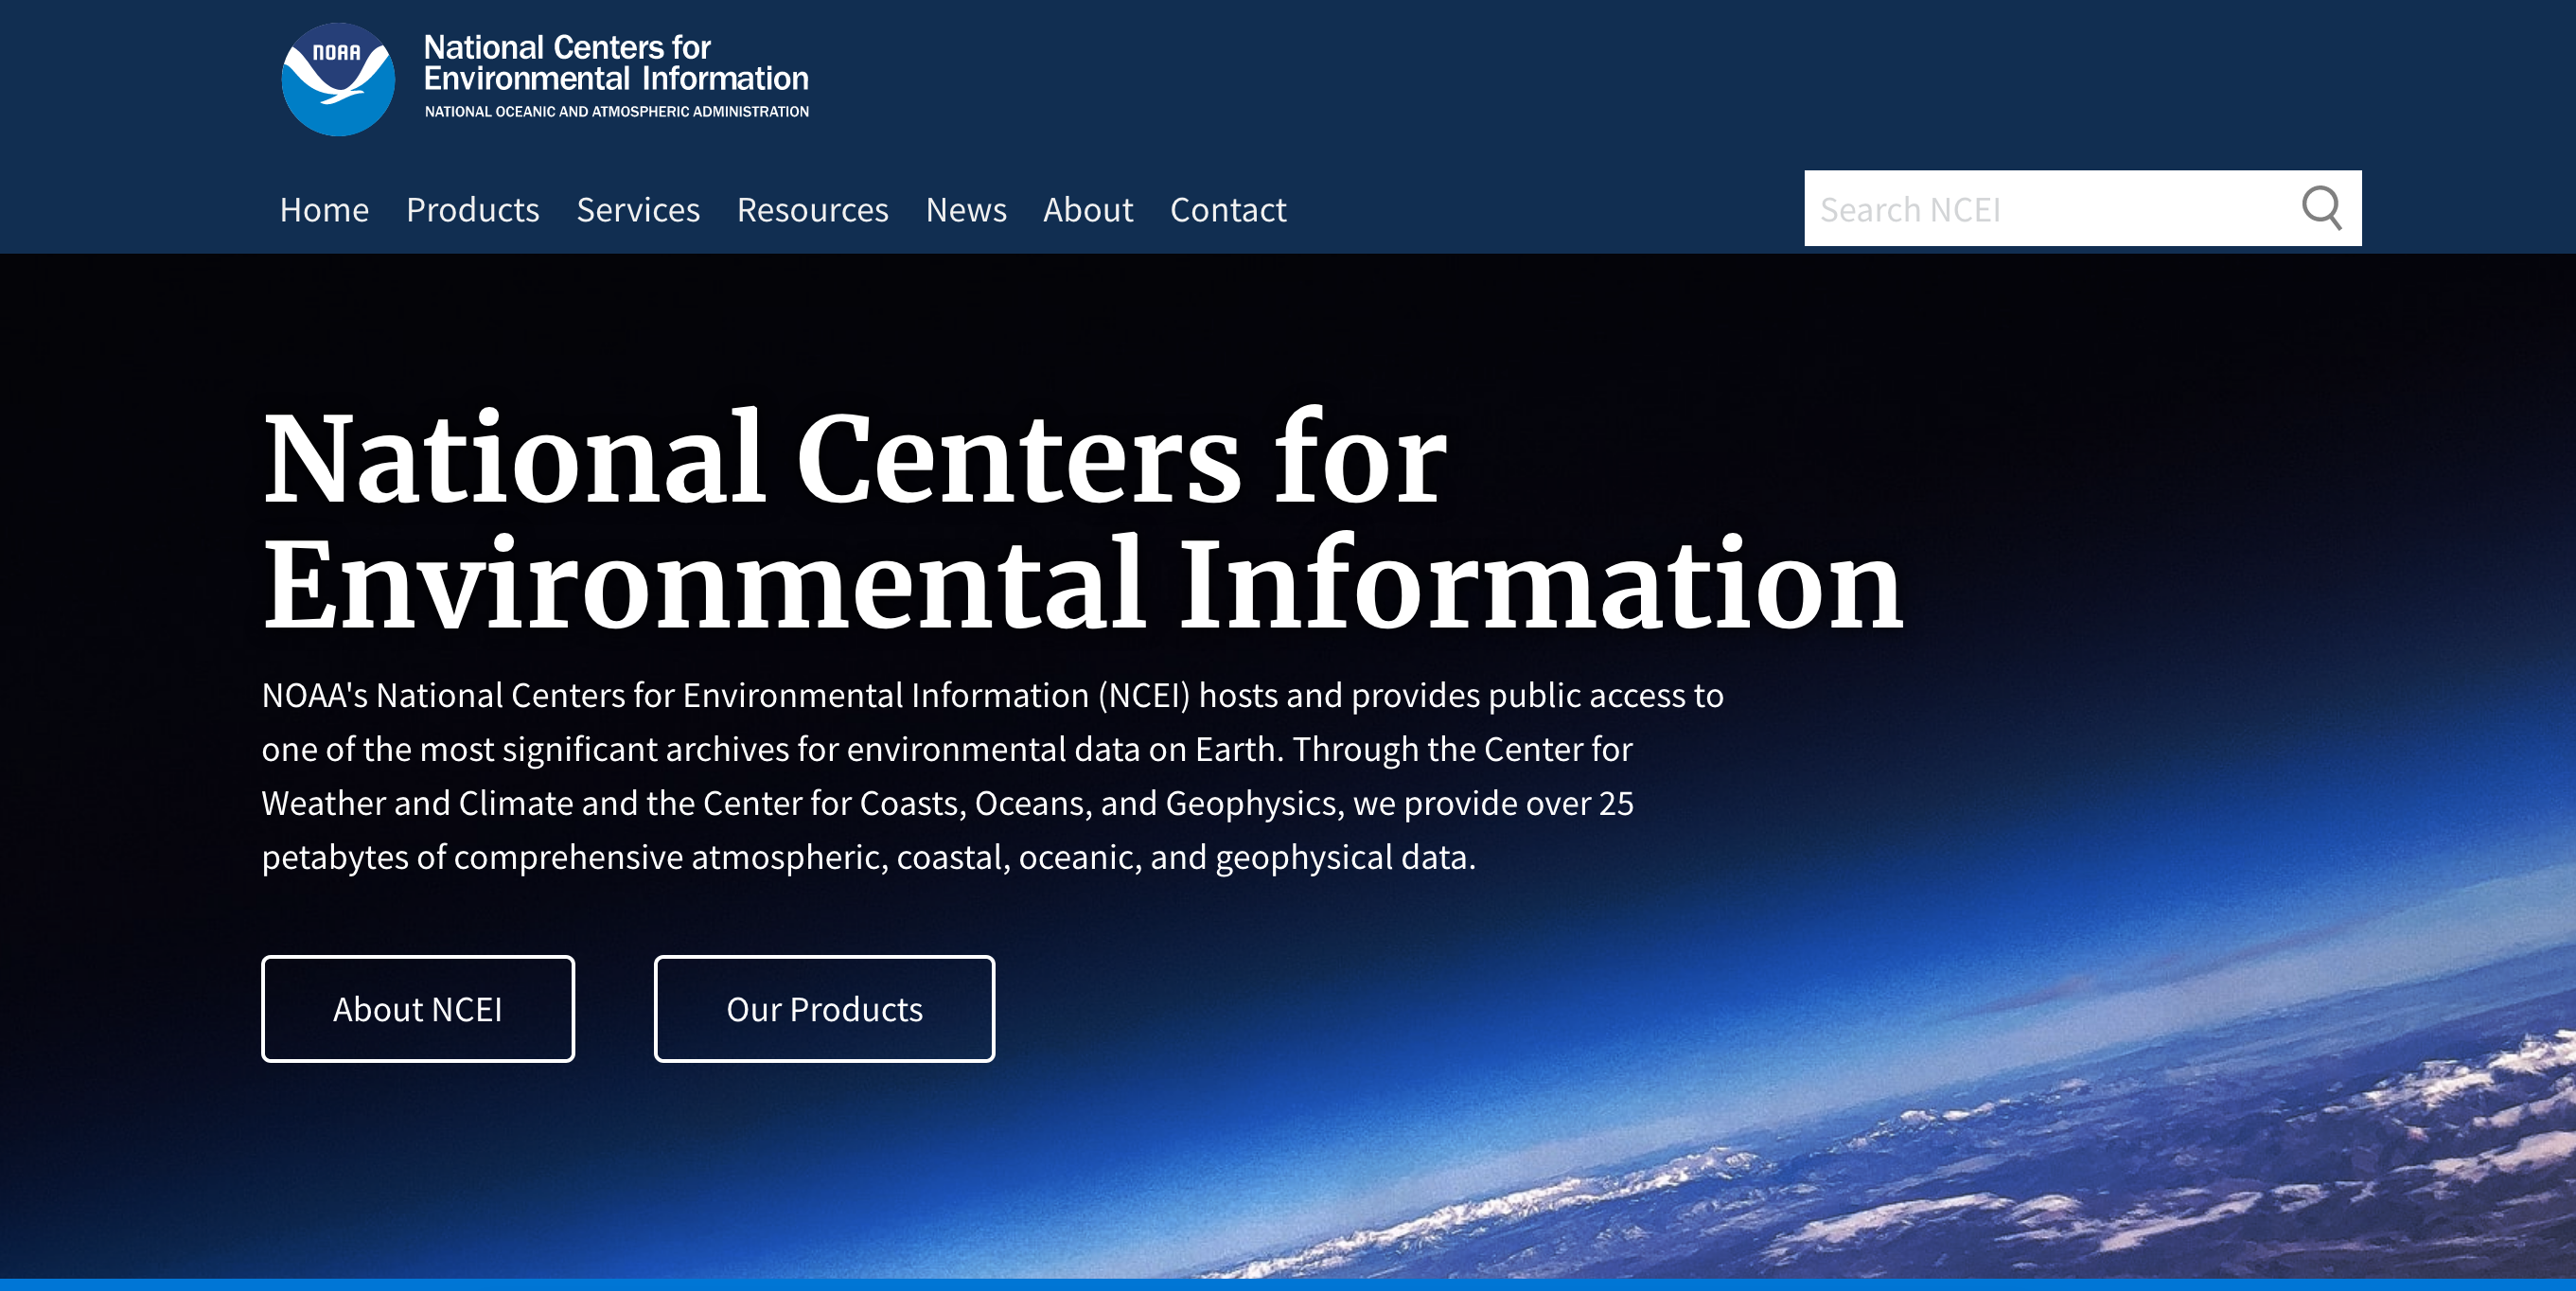 NOAA
National Centers for
Environmental Information
NATIONAL OCEANIC AND ATMOSPHERIC ADMINISTRATION
Home Products Services Resources News About Contact
Search NCEI
National Centers for
Environmental Information
NOAA's National Centers for Environmental Information (NCEI) hosts and provides public access to
one of the most significant archives for environmental data on Earth. Through the Center for
Weather and Climate and the Center for Coasts, Oceans, and Geophysics, we provide over 25
petabytes of comprehensive atmospheric, coastal, oceanic, and geophysical data.
About NCEI
Our Products